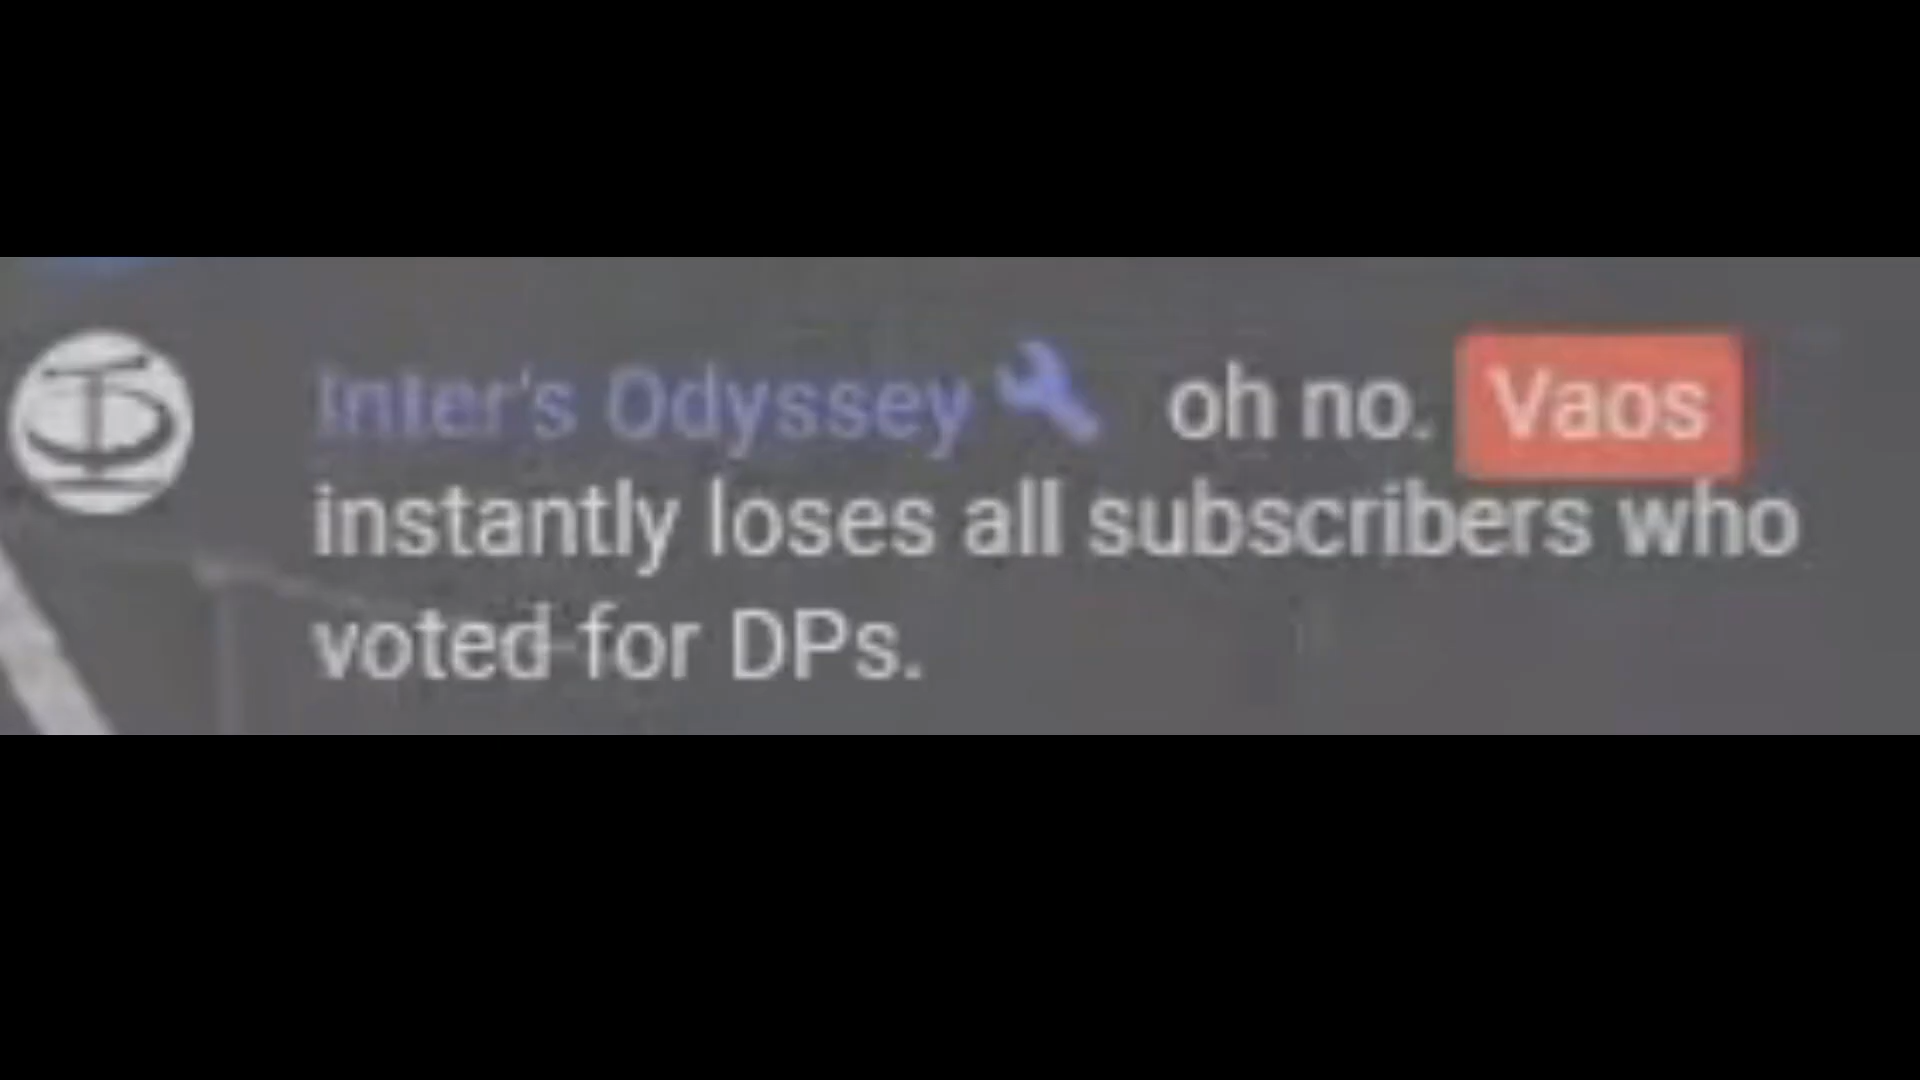 Inter's Odyssey oh no. Vaos
instantly loses all subscribers who
voted for DPs.